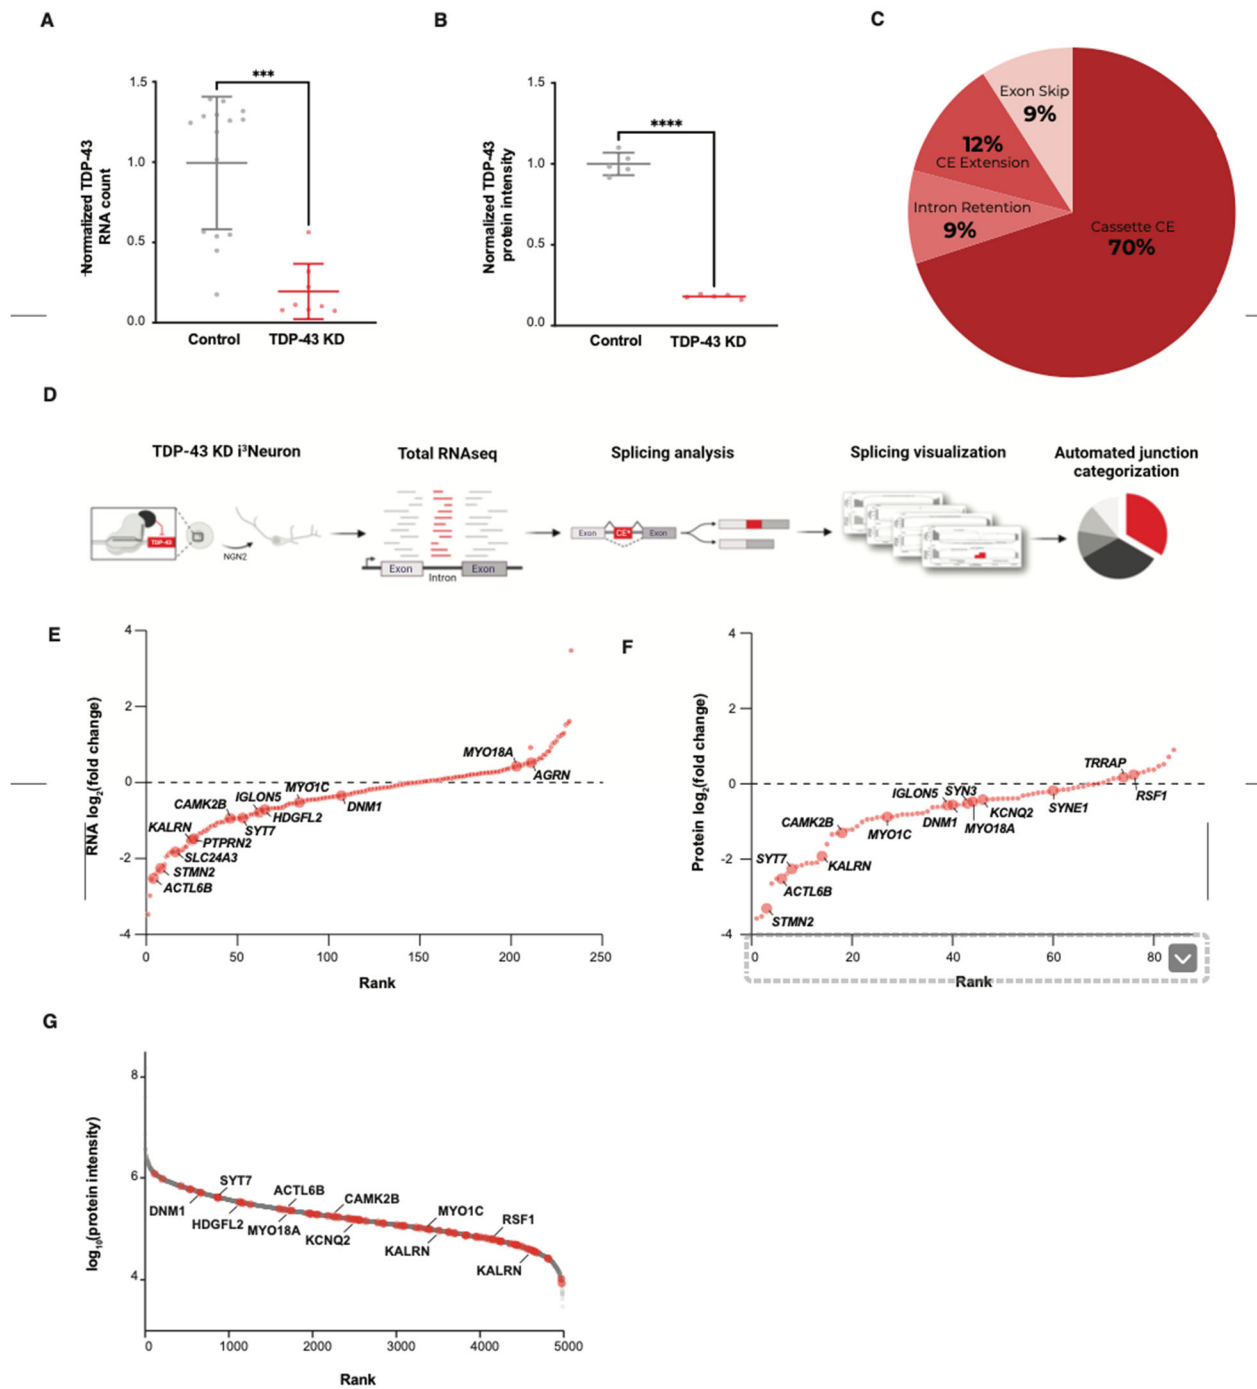 A
1.5
1.0
0.5
0.0
Normalized TDP-43
RNA count
***
Control
TDP-43 KD
B
1.5
1.0
0.5
0.0
Normalized TDP-43
protein intensity
****
Control
TDP-43 KD
C
Exon Skip
9%
12%
CE Extension
Intron Retention
9%
Cassette CE
70%
D
TDP-43 KD i³Neuron
Total RNAseq
Splicing analysis
Splicing visualization
Automated junction
categorization
TDP-43
NGN2
Exon
Intron
Exon
Exon
CE*
Exon
E
4
2
0
-2
-4
RNA log₂(fold change)
MYO18A
AGRN
MYO1C
DNM1
IGLON5
HDGFL2
CAMK2B
SYT7
KALRN
PTPRN2
SLC24A3
STMN2
ACTL6B
0
50
100
150
200
250
Rank
F
4
2
0
-2
-4
Protein log₂(fold change)
TRRAP
RSF1
IGLON5
SYN3
KCNQ2
SYNE1
DNM1
MYO18A
CAMK2B
MYO1C
KALRN
SYT7
ACTL6B
STMN2
0
20
40
60
80
Rank
G
8
6
4
log₁₀(protein intensity)
SYT7
DNM1
HDGFL2
ACTL6B
MYO18A
CAMK2B
KCNQ2
MYO1C
KALRN
RSF1
KALRN
0
1000
2000
3000
4000
5000
Rank